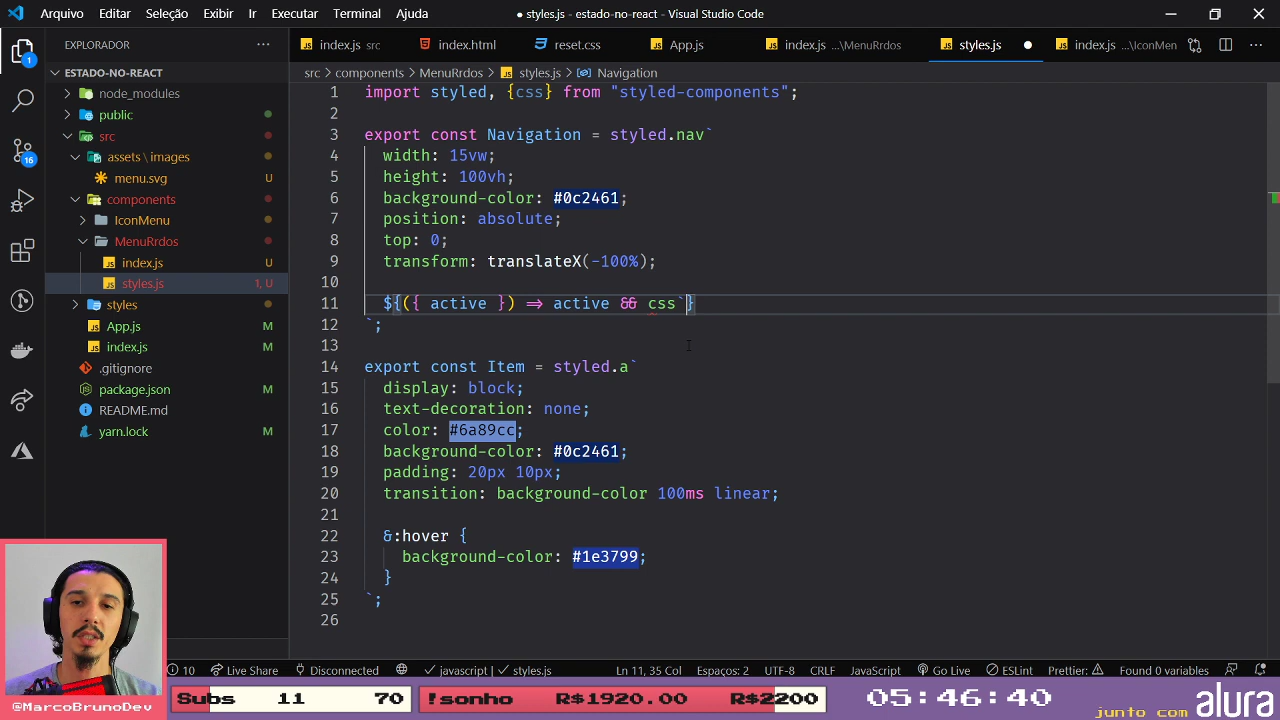 Arquivo Editar Seleção Exibir Ir Executar Terminal Ajuda
● styles.js - estado-no-react - Visual Studio Code
EXPLORADOR
ESTADO-NO-REACT
node_modules
public
src
assets \ images
menu.svg U
components
IconMenu
MenuRrdos
index.js U
styles.js 1, U
styles
App.js M
index.js M
.gitignore
package.json M
README.md
yarn.lock M
1
16
index.js src
index.html
reset.css
App.js
index.js ...\MenuRrdos
styles.js
index.js ...\IconMen
src > components > MenuRrdos > styles.js > Navigation
1 import styled, {css} from "styled-components";
2
3 export const Navigation = styled.nav`
4 width: 15vw;
5 height: 100vh;
6 background-color: #0c2461;
7 position: absolute;
8 top: 0;
9 transform: translateX(-100%);
10
11 ${({ active }) => active && css`}
12 `;
13
14 export const Item = styled.a`
15 display: block;
16 text-decoration: none;
17 color: #6a89cc;
18 background-color: #0c2461;
19 padding: 20px 10px;
20 transition: background-color 100ms linear;
21
22 &:hover {
23 background-color: #1e3799;
24 }
25 `;
26
10 Live Share Disconnected javascript styles.js Ln 11, 35 Col Espaços: 2 UTF-8 CRLF JavaScript Go Live ESLint Prettier: Found 0 variables
@MarcoBrunoDev
Subs 11 70
!sonho R$1920.00 R$2200
05:46:40
junto com alura